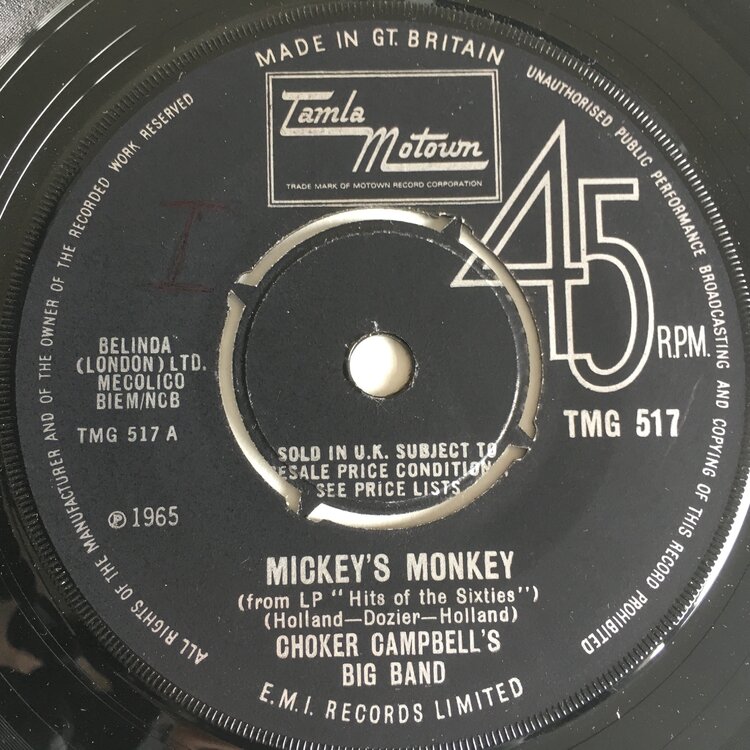 MADE IN GT. BRITAIN
Tamla
Motown
TRADE MARK OF MOTOWN RECORD CORPORATION
45
R.P.M.
TMG 517
I
BELINDA
(LONDON) LTD.
MECOLICO
BIEM/NCB
TMG 517 A
SOLD IN U.K. SUBJECT TO
RESALE PRICE CONDITIONS
SEE PRICE LISTS
℗ 1965
MICKEY'S MONKEY
(from LP "Hits of the Sixties")
(Holland—Dozier—Holland)
CHOKER CAMPBELL'S
BIG BAND
E.M.I. RECORDS LIMITED
ALL RIGHTS OF THE MANUFACTURER AND OF THE OWNER OF THE RECORDED WORK RESERVED
UNAUTHORISED PUBLIC PERFORMANCE BROADCASTING AND COPYING OF THIS RECORD PROHIBITED